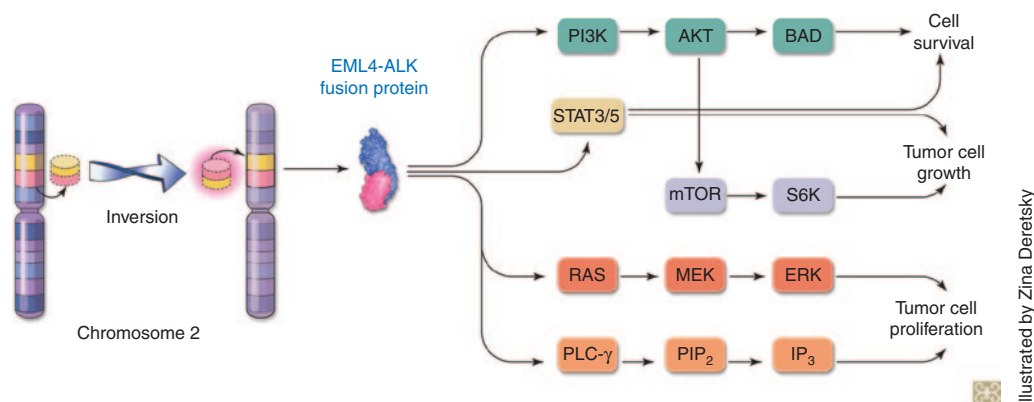 EML4-ALK
fusion protein
Inversion
Chromosome 2
PI3K
AKT
BAD
Cell
survival
STAT3/5
Tumor cell
growth
mTOR
S6K
RAS
MEK
ERK
Tumor cell
proliferation
PLC-γ
PIP₂
IP₃
Illustrated by Zina Deretsky